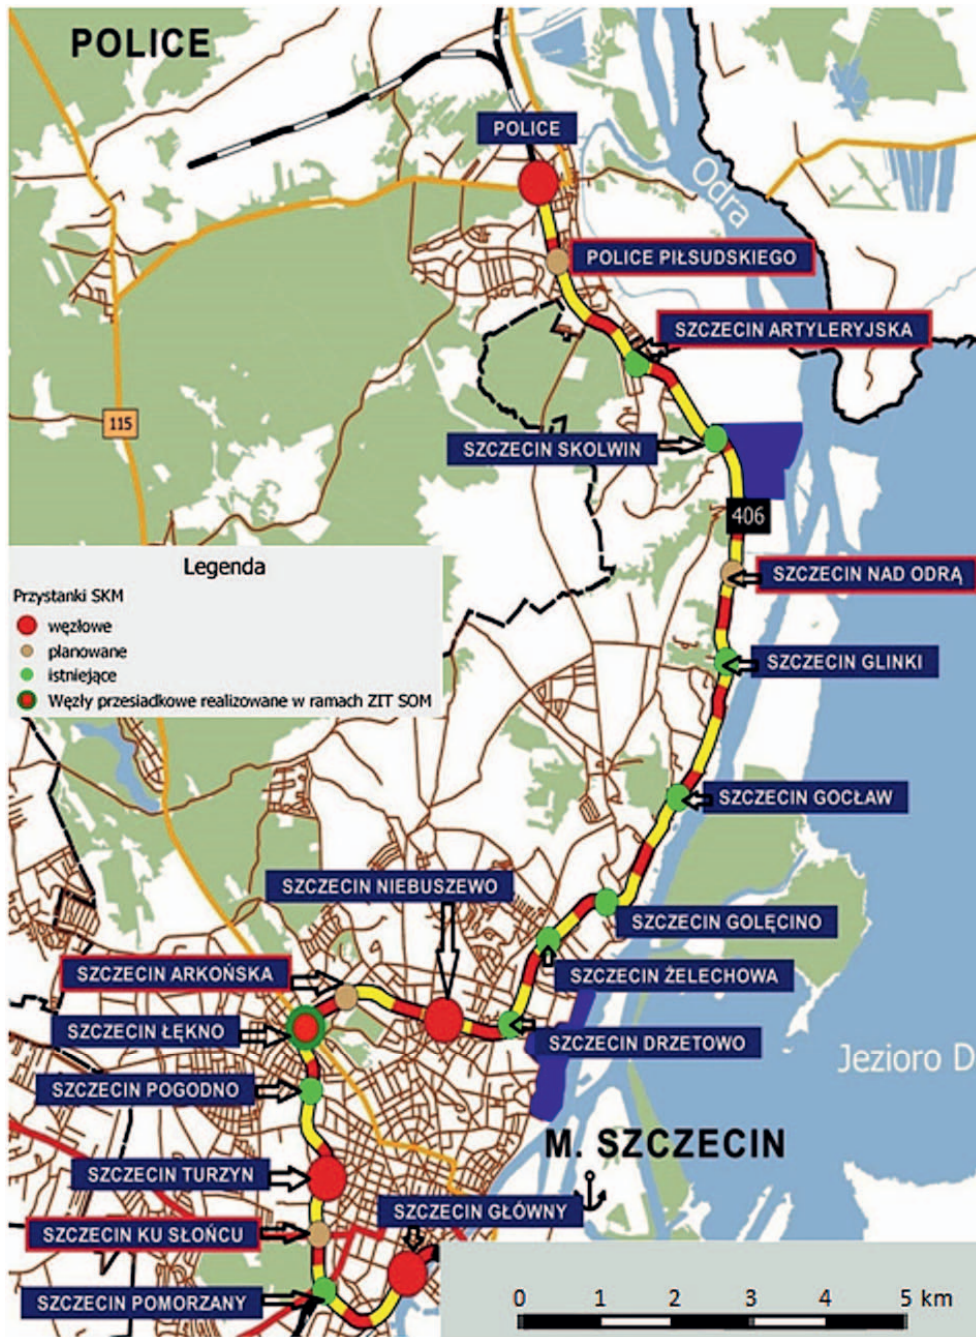 POLICE
POLICE
Odra
POLICE PIŁSUDSKIEGO
SZCZECIN ARTYLERYJSKA
115
SZCZECIN SKOLWIN
406
Legenda
Przystanki SKM
węzłowe
planowane
istniejące
Węzły przesiadkowe realizowane w ramach ZIT SOM
SZCZECIN NAD ODRĄ
SZCZECIN GLINKI
SZCZECIN GOCŁAW
SZCZECIN NIEBUSZEWO
SZCZECIN GOLĘCINO
SZCZECIN ARKOŃSKA
SZCZECIN ŻELECHOWA
SZCZECIN ŁĘKNO
SZCZECIN DRZETOWO
Jezioro D
SZCZECIN POGODNO
M. SZCZECIN
SZCZECIN TURZYN
SZCZECIN GŁÓWNY
SZCZECIN KU SŁOŃCU
SZCZECIN POMORZANY
0 1 2 3 4 5 km